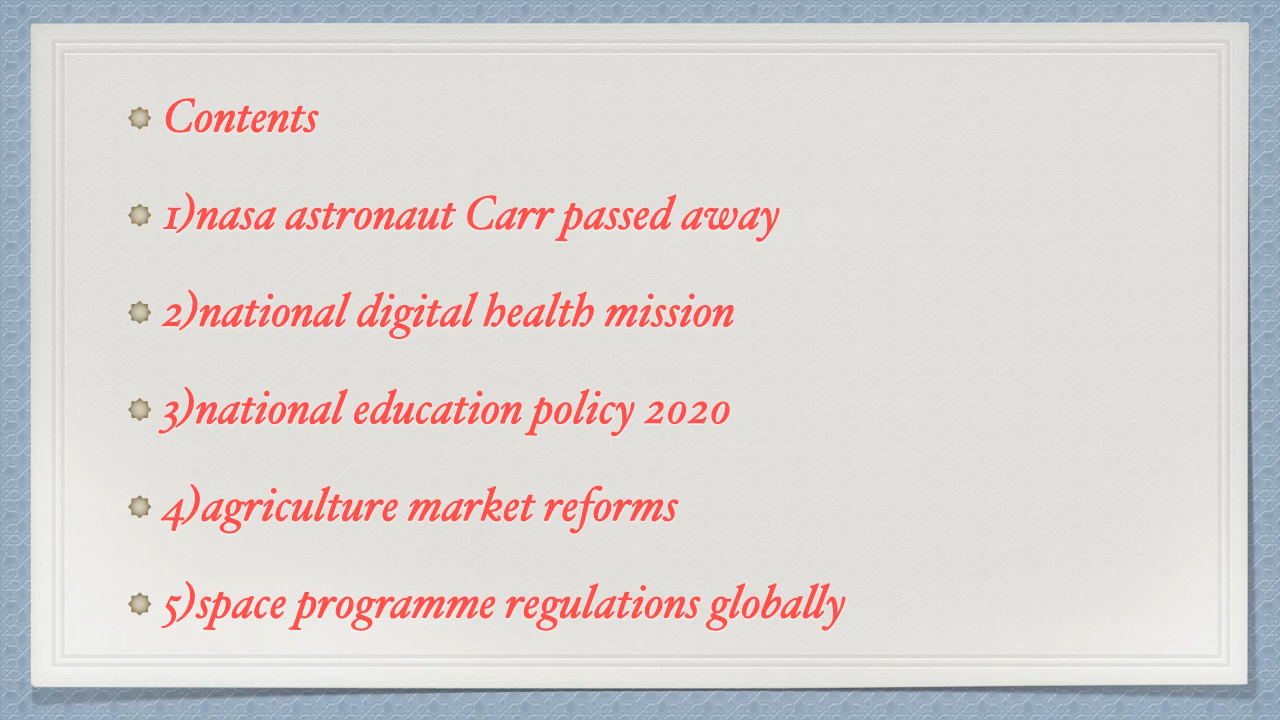 Contents
1)nasa astronaut Carr passed away
2)national digital health mission
3)national education policy 2020
4)agriculture market reforms
5)space programme regulations globally